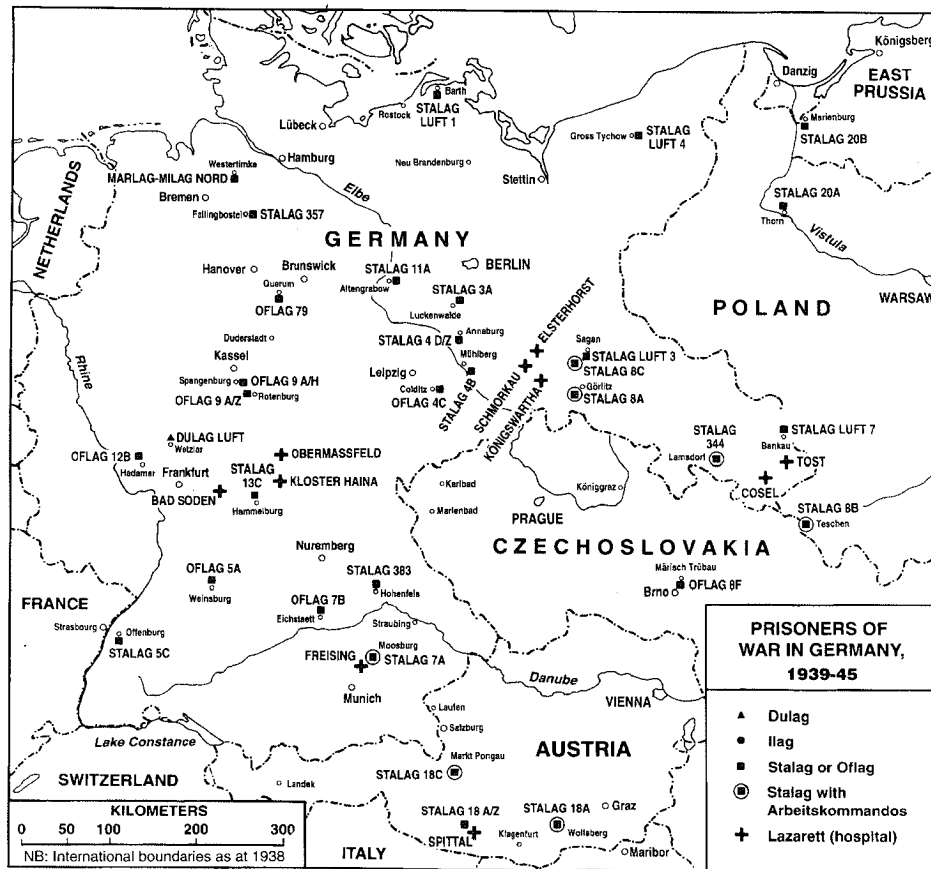 Königsberg
Danzig
EAST
PRUSSIA
Barth
STALAG
LUFT 1
Rostock
Lübeck
Marienburg
STALAG 20B
Gross Tychow
STALAG
LUFT 4
Hamburg
Neu Brandenburg
Stettin
Westertimke
MARLAG-MILAG NORD
Elbe
STALAG 20A
Thorn
Bremen
NETHERLANDS
Fallingbostel
STALAG 357
Vistula
GERMANY
Hanover
Brunswick
STALAG 11A
Altengrabow
BERLIN
Querum
OFLAG 79
STALAG 3A
Luckenwalde
ELSTERHORST
POLAND
WARSAW
Annaburg
STALAG 4 D/Z
Duderstadt
Kassel
Mühlberg
Sagan
STALAG LUFT 3
STALAG 8C
Rhine
Leipzig
Spangenburg
OFLAG 9 A/H
OFLAG 9 A/Z
Rotenburg
Colditz
OFLAG 4C
STALAG 4B
SCHMORKAU
KÖNIGSWARTHA
Görlitz
STALAG 8A
DULAG LUFT
Wetzlar
STALAG LUFT 7
Bankau
STALAG
344
Lamsdorf
TOST
COSEL
OFLAG 12B
Hadamar
OBERMASSFELD
Frankfurt
STALAG
13C
KLOSTER HAINA
BAD SODEN
Hammelburg
Karlbad
Königgraz
Marienbad
PRAGUE
STALAG 8B
Teschen
CZECHOSLOVAKIA
Nuremberg
OFLAG 5A
Weinsburg
STALAG 383
Hohenfels
Märisch Trübau
OFLAG 8F
Brno
FRANCE
OFLAG 7B
Eichstaett
Straubing
Strasbourg
Offenburg
STALAG 5C
Moosburg
FREISING
STALAG 7A
Munich
Danube
VIENNA
Laufen
Salzburg
Lake Constance
AUSTRIA
Markt Pongau
STALAG 18C
SWITZERLAND
Landek
STALAG 18 A/Z
SPITTAL
STALAG 18A
Wolfsberg
Graz
Klagenfurt
Maribor
ITALY
KILOMETERS
0 50 100 200 300
NB: International boundaries as at 1938
PRISONERS OF
WAR IN GERMANY,
1939-45
Dulag
Ilag
Stalag or Oflag
Stalag with
Arbeitskommandos
Lazarett (hospital)